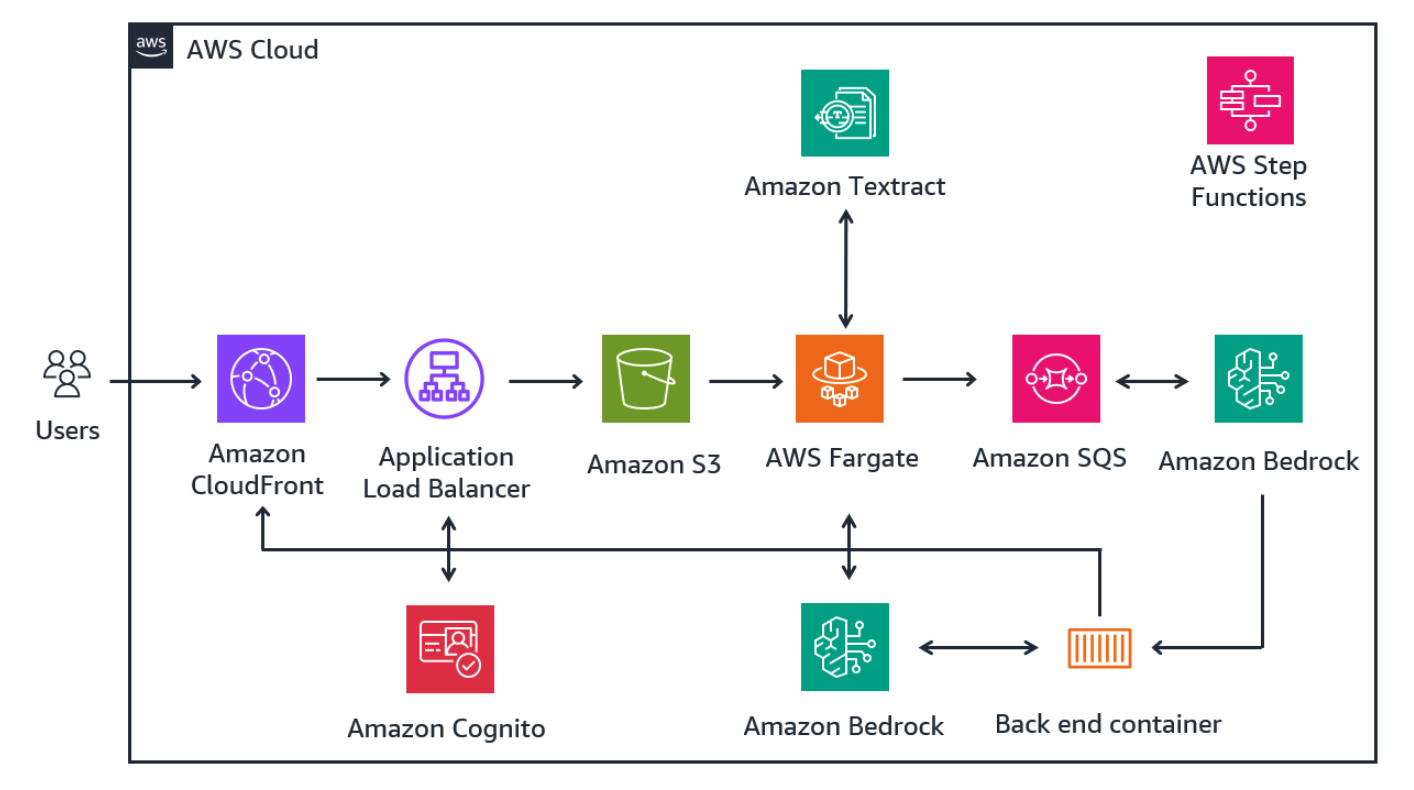 aws
AWS Cloud
Amazon Textract
AWS Step
Functions
Users
Amazon
CloudFront
Application
Load Balancer
Amazon S3
AWS Fargate
Amazon SQS
Amazon Bedrock
Amazon Cognito
Amazon Bedrock
Back end container